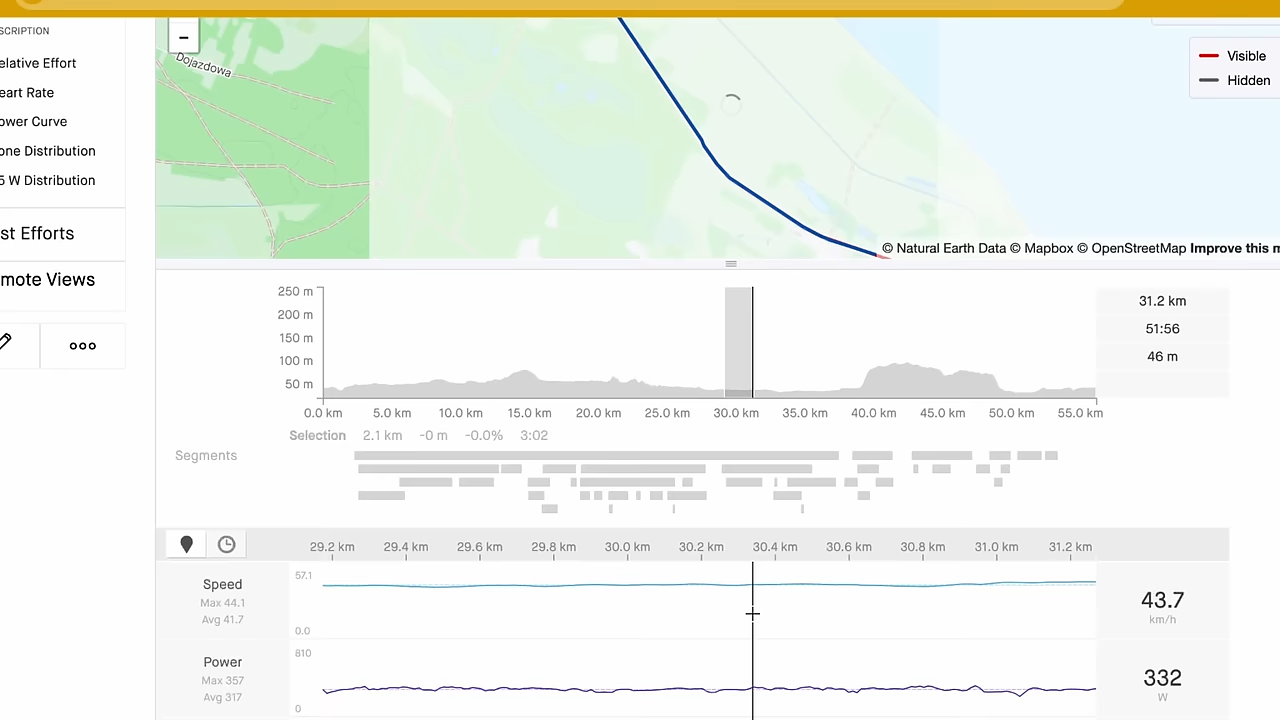 SCRIPTION
elative Effort
eart Rate
ower Curve
one Distribution
5 W Distribution
st Efforts
mote Views
−
Dojazdowa
Visible
Hidden
© Natural Earth Data © Mapbox © OpenStreetMap Improve this m
250 m
200 m
150 m
100 m
50 m
0.0 km 5.0 km 10.0 km 15.0 km 20.0 km 25.0 km 30.0 km 35.0 km 40.0 km 45.0 km 50.0 km 55.0 km
31.2 km
51:56
46 m
Selection 2.1 km -0 m -0.0% 3:02
Segments
29.2 km 29.4 km 29.6 km 29.8 km 30.0 km 30.2 km 30.4 km 30.6 km 30.8 km 31.0 km 31.2 km
Speed
Max 44.1
Avg 41.7
57.1
0.0
43.7
km/h
Power
Max 357
Avg 317
810
0
332
W